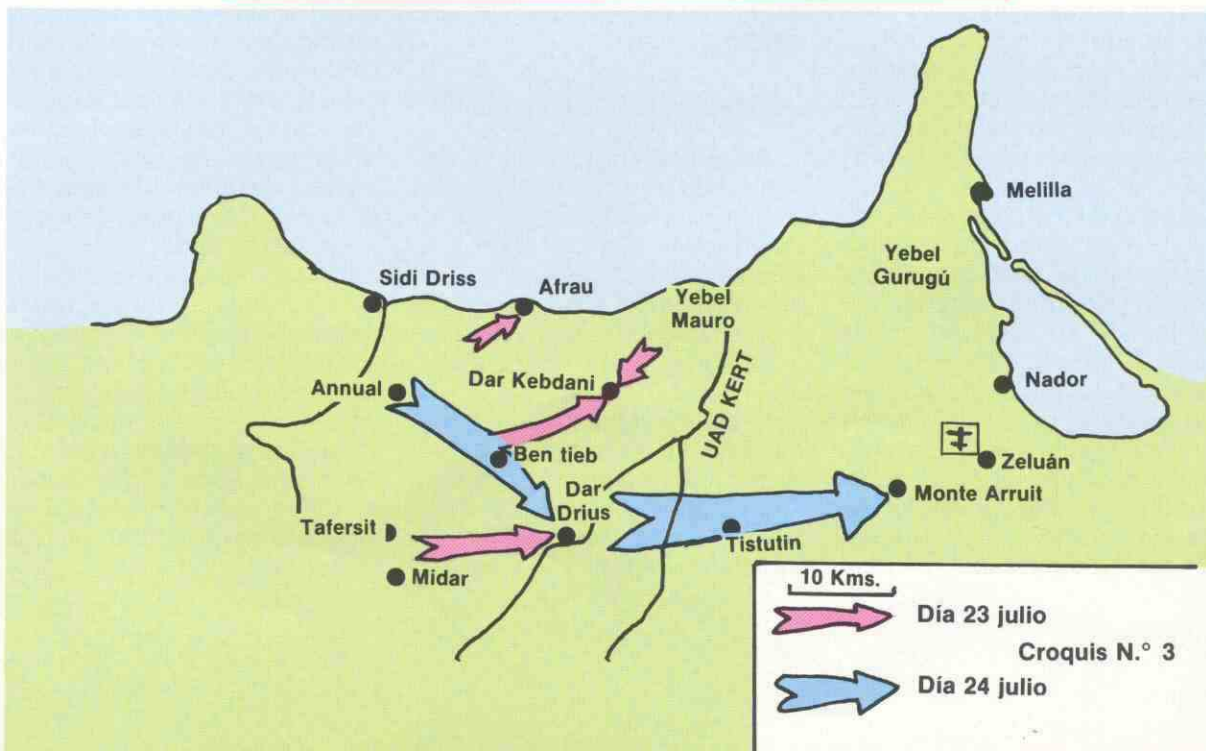 Melilla
Yebel
Gurugú
Sidi Driss
Afrau
Yebel
Mauro
Annual
Dar Kebdani
Nador
UAD KERT
Ben tieb
Zeluán
Dar
Drius
Monte Arruit
Tafersit
Tistutin
Midar
10 Kms.
Día 23 julio
Croquis N.° 3
Día 24 julio